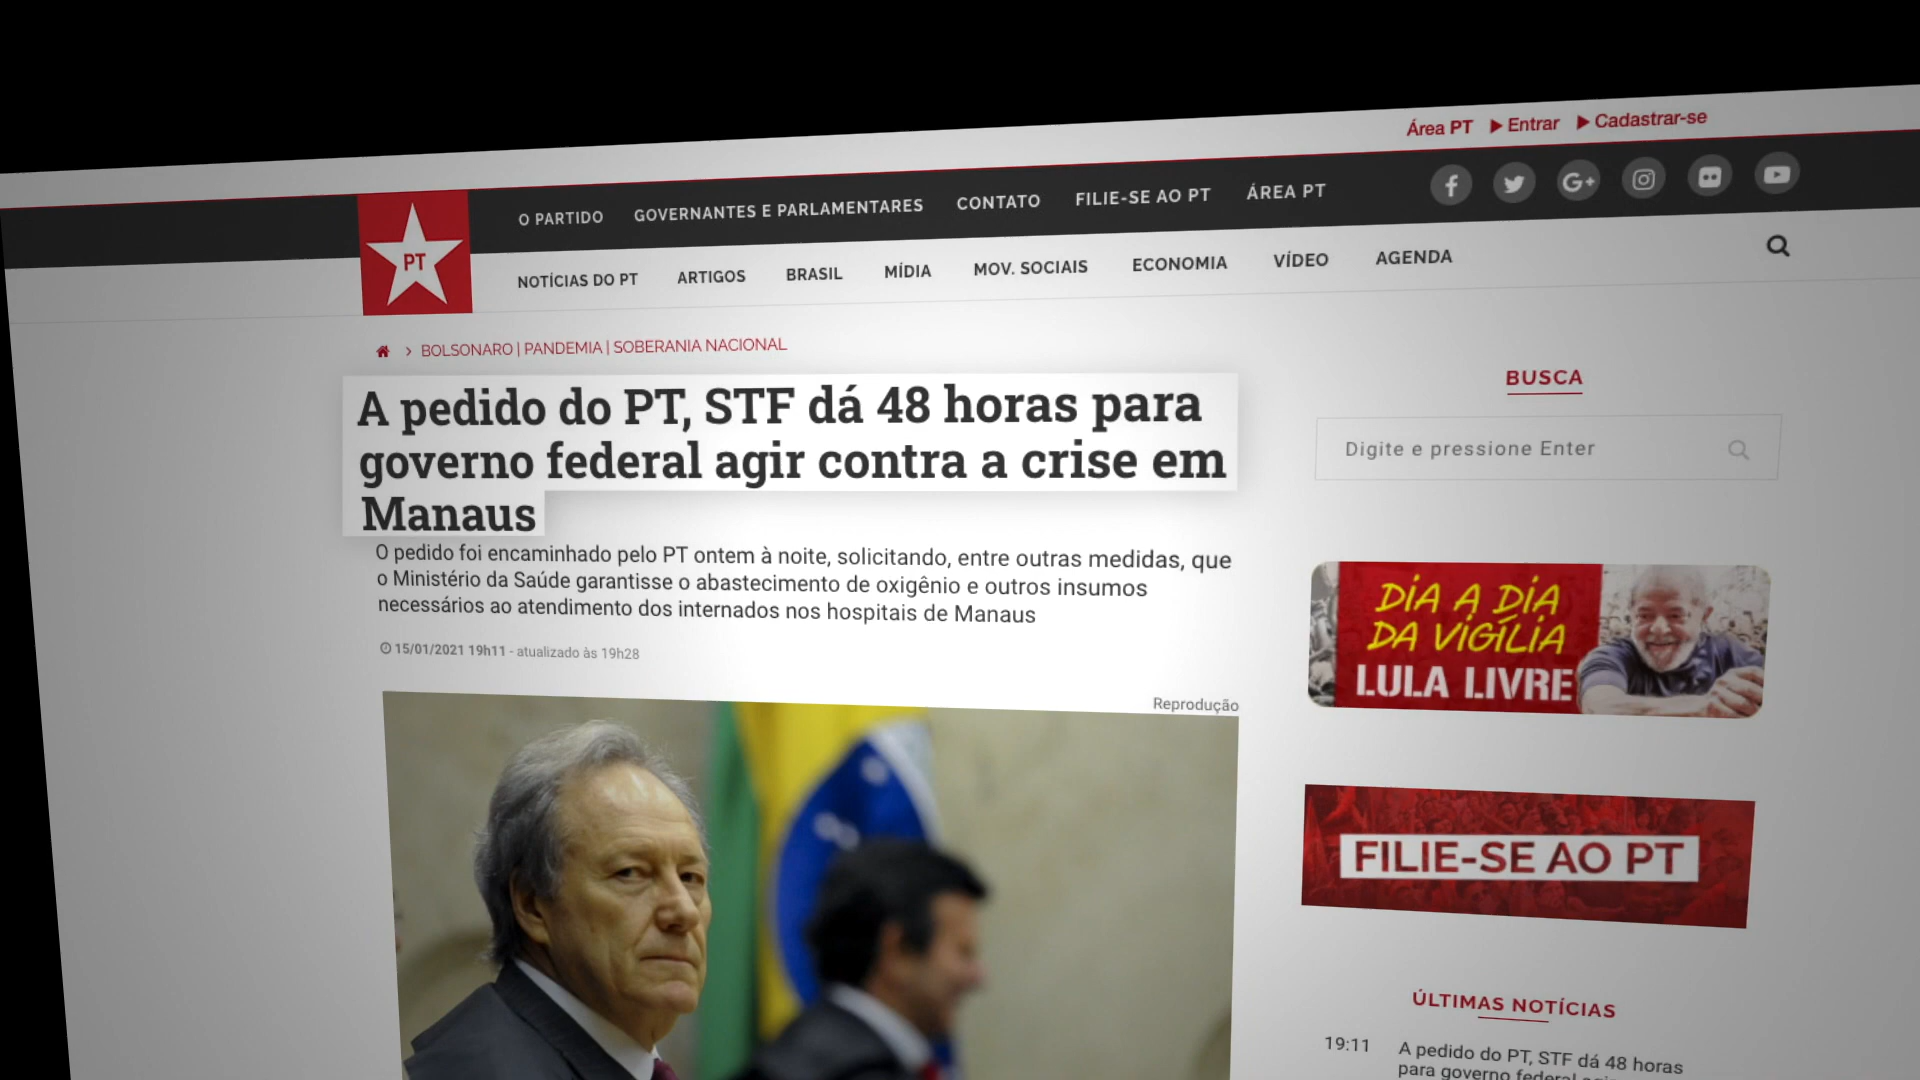 Área PT ▶ Entrar ▶ Cadastrar-se
O PARTIDO GOVERNANTES E PARLAMENTARES CONTATO FILIE-SE AO PT ÁREA PT
PT
NOTÍCIAS DO PT ARTIGOS BRASIL MÍDIA MOV. SOCIAIS ECONOMIA VÍDEO AGENDA
> BOLSONARO | PANDEMIA | SOBERANIA NACIONAL
A pedido do PT, STF dá 48 horas para
governo federal agir contra a crise em
Manaus
O pedido foi encaminhado pelo PT ontem à noite, solicitando, entre outras medidas, que
o Ministério da Saúde garantisse o abastecimento de oxigênio e outros insumos
necessários ao atendimento dos internados nos hospitais de Manaus
15/01/2021 19h11 - atualizado às 19h28
Reprodução
BUSCA
Digite e pressione Enter
DIA A DIA
DA VIGÍLIA
LULA LIVRE
FILIE-SE AO PT
ÚLTIMAS NOTÍCIAS
19:11 A pedido do PT, STF dá 48 horas
para governo federal